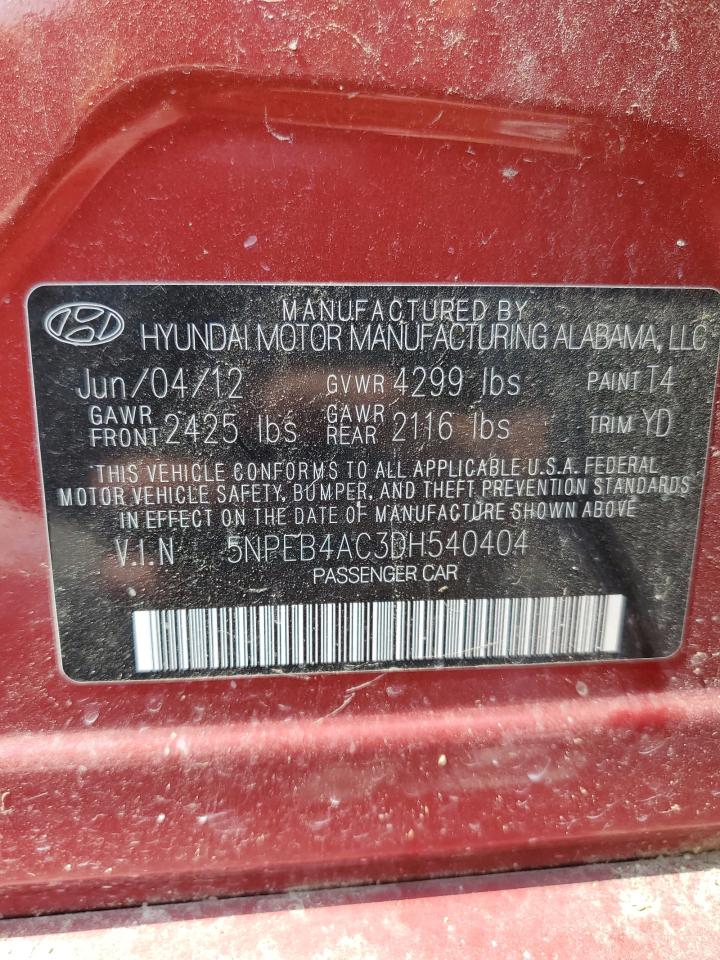 MANUFACTURED BY
HYUNDAI MOTOR MANUFACTURING ALABAMA, LLC
Jun/04/12 GVWR 4299 lbs PAINT T4
GAWR FRONT 2425 lbs GAWR REAR 2116 lbs TRIM YD
THIS VEHICLE CONFORMS TO ALL APPLICABLE U.S.A. FEDERAL
MOTOR VEHICLE SAFETY, BUMPER, AND THEFT PREVENTION STANDARDS
IN EFFECT ON THE DATE OF MANUFACTURE SHOWN ABOVE
V.I.N 5NPEB4AC3DH540404
PASSENGER CAR